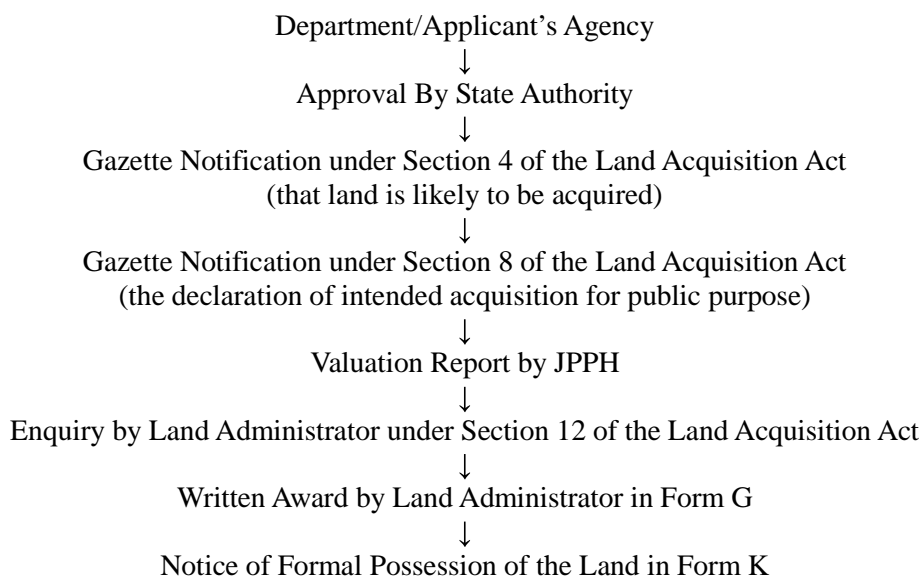 Department/Applicant’s Agency
↓
Approval By State Authority
↓
Gazette Notification under Section 4 of the Land Acquisition Act
(that land is likely to be acquired)
↓
Gazette Notification under Section 8 of the Land Acquisition Act
(the declaration of intended acquisition for public purpose)
↓
Valuation Report by JPPH
↓
Enquiry by Land Administrator under Section 12 of the Land Acquisition Act
↓
Written Award by Land Administrator in Form G
↓
Notice of Formal Possession of the Land in Form K